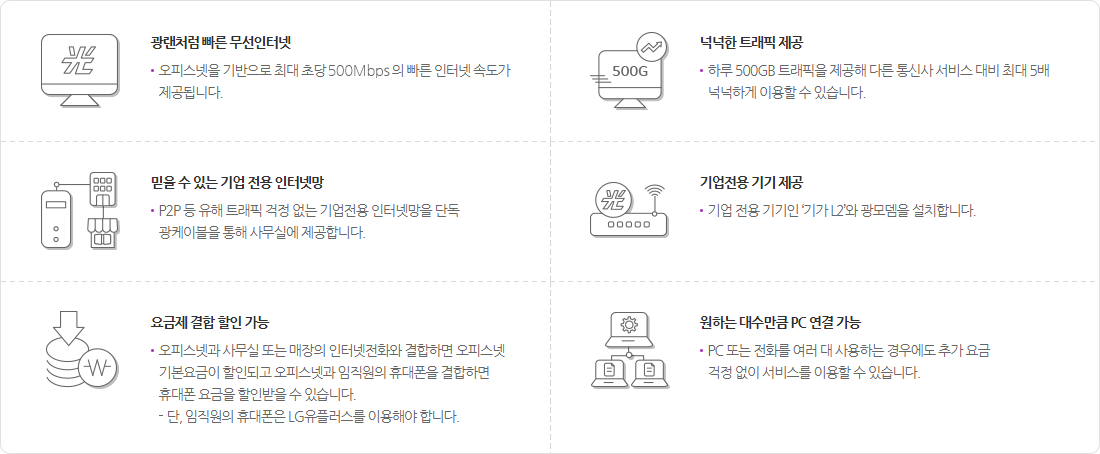 광랜처럼 빠른 무선인터넷
• 오피스넷을 기반으로 최대 초당 500Mbps 의 빠른 인터넷 속도가
제공됩니다.
500G
넉넉한 트래픽 제공
• 하루 500GB 트래픽을 제공해 다른 통신사 서비스 대비 최대 5배
넉넉하게 이용할 수 있습니다.
믿을 수 있는 기업 전용 인터넷망
• P2P 등 유해 트래픽 걱정 없는 기업전용 인터넷망을 단독
광케이블을 통해 사무실에 제공합니다.
기업전용 기기 제공
• 기업 전용 기기인 ‘기가 L2’와 광모뎀을 설치합니다.
요금제 결합 할인 가능
• 오피스넷과 사무실 또는 매장의 인터넷전화와 결합하면 오피스넷
기본요금이 할인되고 오피스넷과 임직원의 휴대폰을 결합하면
휴대폰 요금을 할인받을 수 있습니다.
- 단, 임직원의 휴대폰은 LG유플러스를 이용해야 합니다.
원하는 대수만큼 PC 연결 가능
• PC 또는 전화를 여러 대 사용하는 경우에도 추가 요금
걱정 없이 서비스를 이용할 수 있습니다.